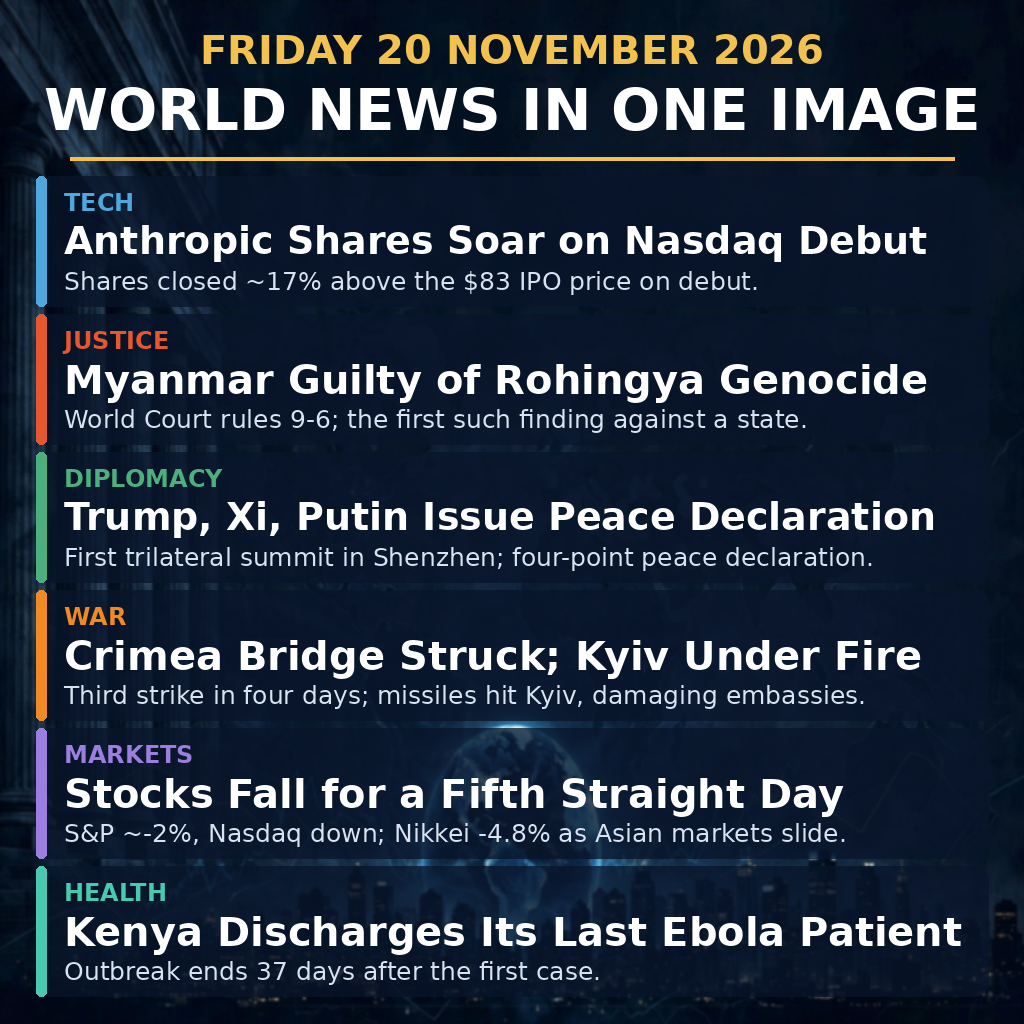 FRIDAY 20 NOVEMBER 2026
WORLD NEWS IN ONE IMAGE
TECH
Anthropic Shares Soar on Nasdaq Debut
Shares closed ~17% above the $83 IPO price on debut.
JUSTICE
Myanmar Guilty of Rohingya Genocide
World Court rules 9-6; the first such finding against a state.
DIPLOMACY
Trump, Xi, Putin Issue Peace Declaration
First trilateral summit in Shenzhen; four-point peace declaration.
WAR
Crimea Bridge Struck; Kyiv Under Fire
Third strike in four days; missiles hit Kyiv, damaging embassies.
MARKETS
Stocks Fall for a Fifth Straight Day
S&P ~-2%, Nasdaq down; Nikkei -4.8% as Asian markets slide.
HEALTH
Kenya Discharges Its Last Ebola Patient
Outbreak ends 37 days after the first case.